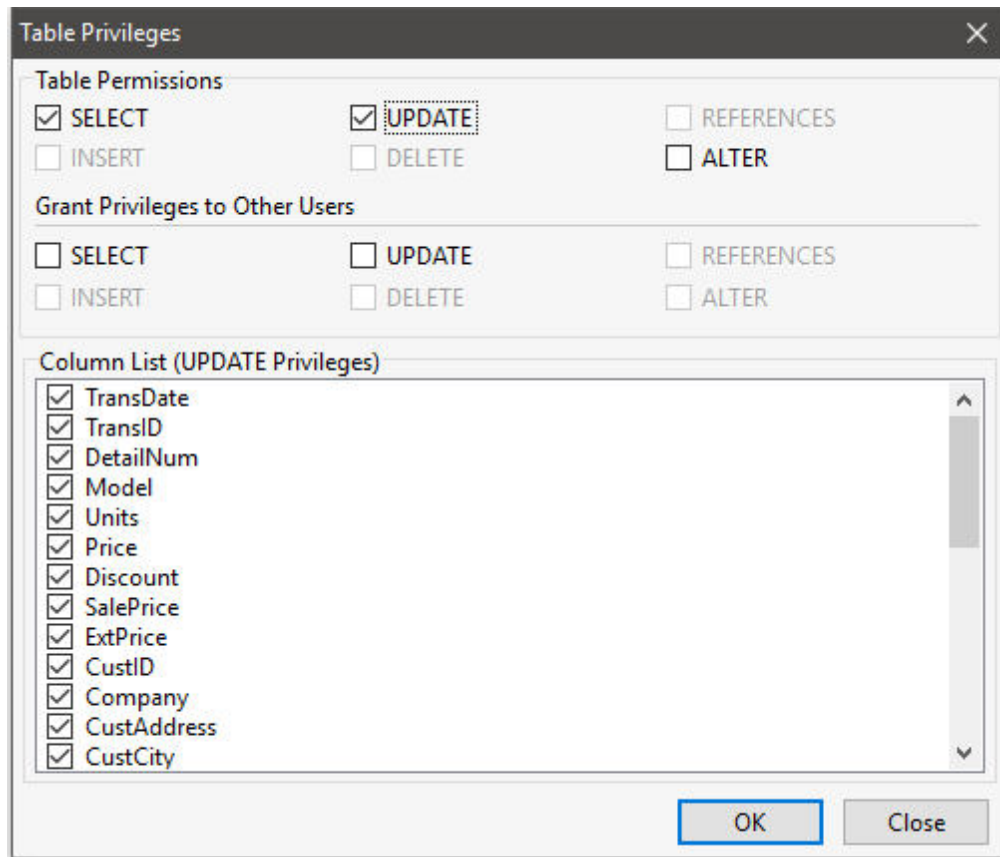 Table Privileges
Table Permissions
SELECT UPDATE REFERENCES
INSERT DELETE ALTER
Grant Privileges to Other Users
SELECT UPDATE REFERENCES
INSERT DELETE ALTER
Column List (UPDATE Privileges)
TransDate
TransID
DetailNum
Model
Units
Price
Discount
SalePrice
ExtPrice
CustID
Company
CustAddress
CustCity
OK Close